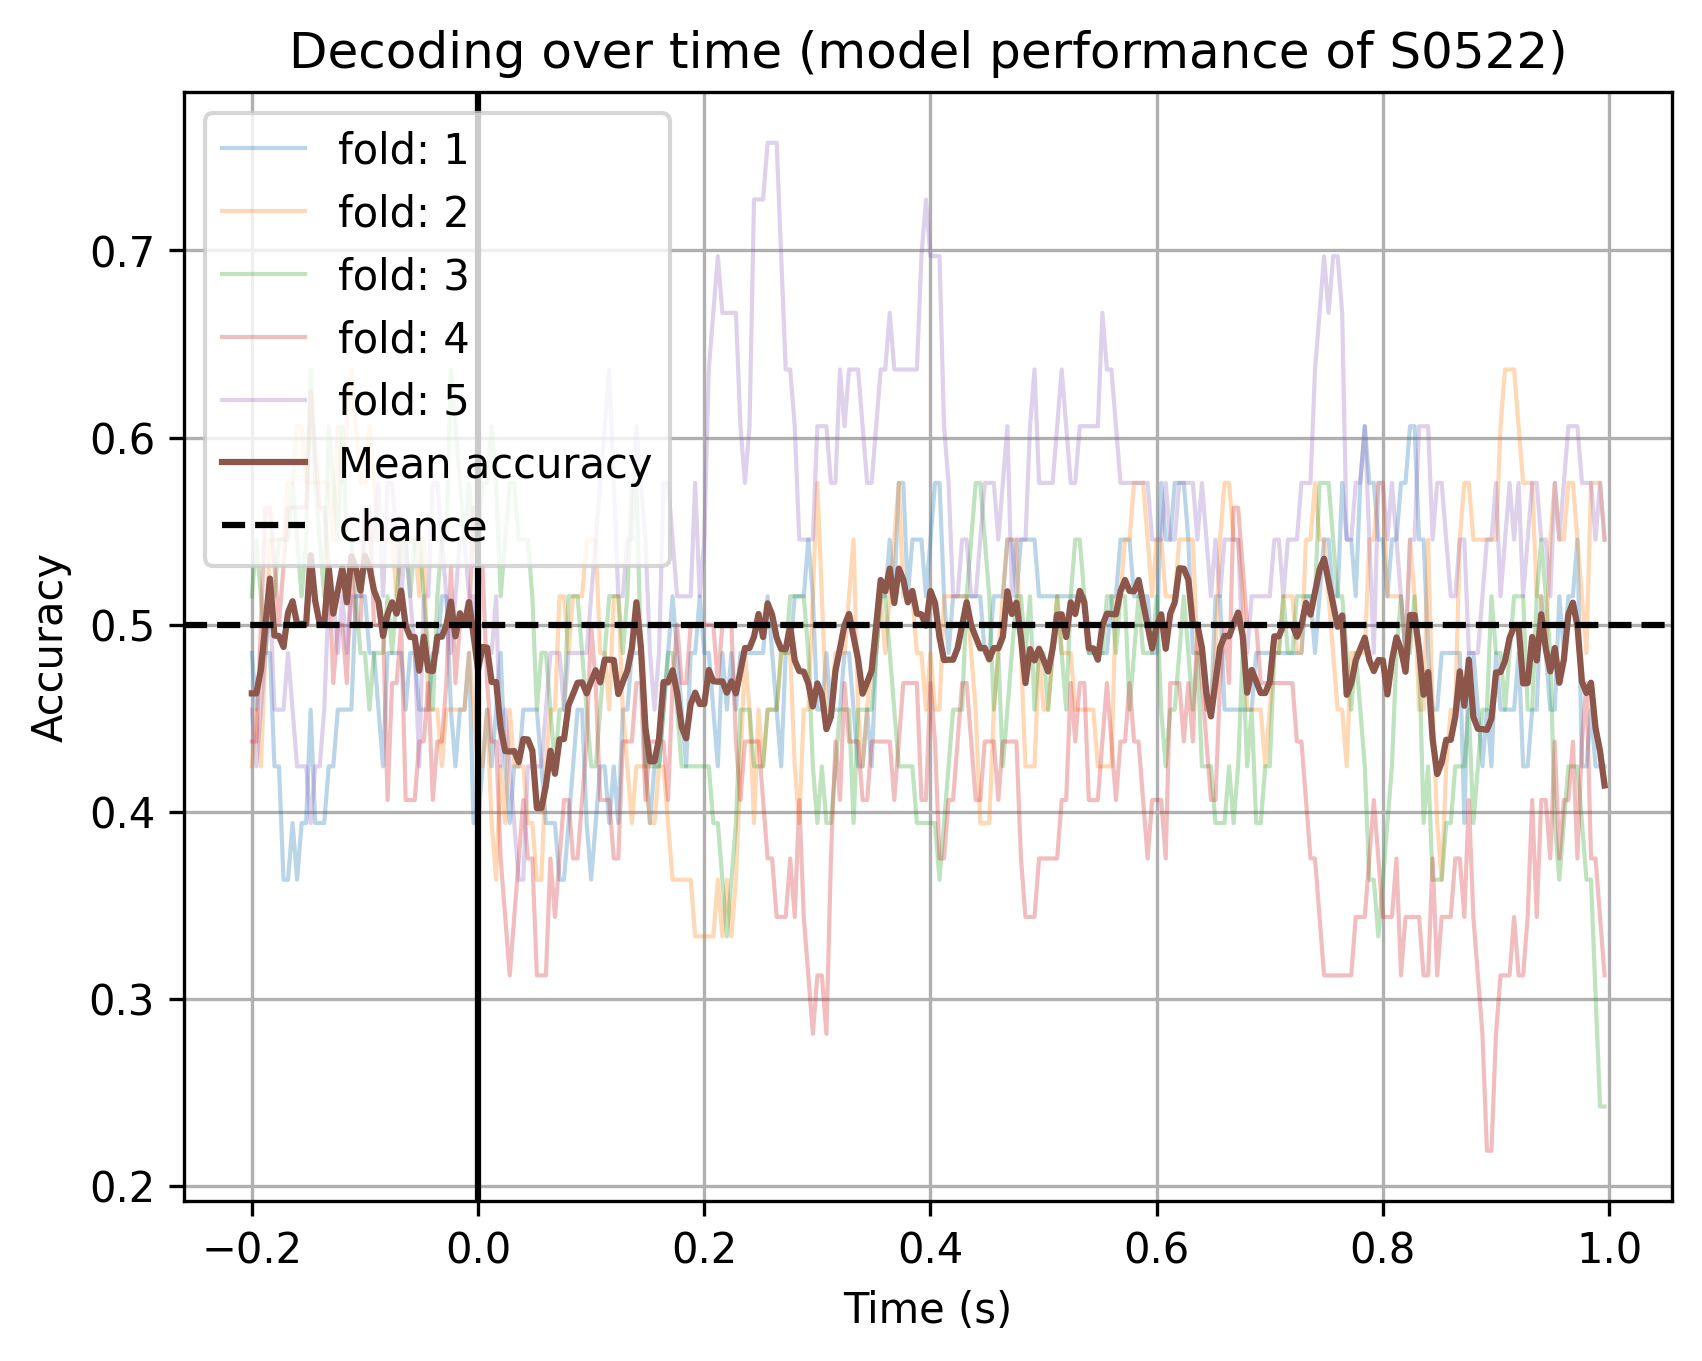 Decoding over time (model performance of S0522)
fold: 1
fold: 2
fold: 3
fold: 4
fold: 5
Mean accuracy
chance
Accuracy
0.7
0.6
0.5
0.4
0.3
0.2
−0.2 0.0 0.2 0.4 0.6 0.8 1.0
Time (s)